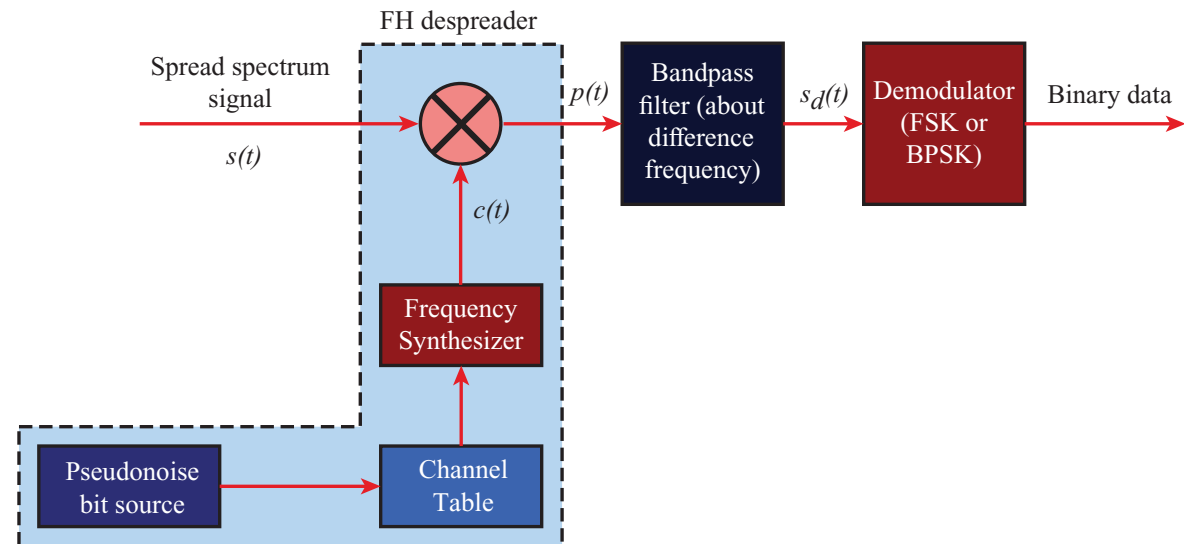 FH despreader
Spread spectrum
signal
s(t)
p(t)
Bandpass
filter (about
difference
frequency)
s_d(t)
Demodulator
(FSK or
BPSK)
Binary data
c(t)
Frequency
Synthesizer
Pseudonoise
bit source
Channel
Table